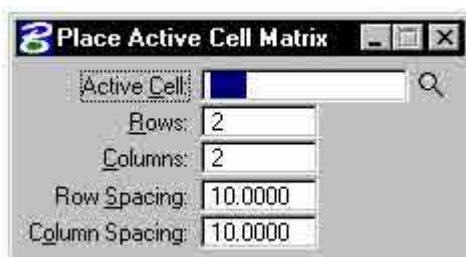 Place Active Cell Matrix
Active Cell:
Rows: 2
Columns: 2
Row Spacing: 10.0000
Column Spacing: 10.0000